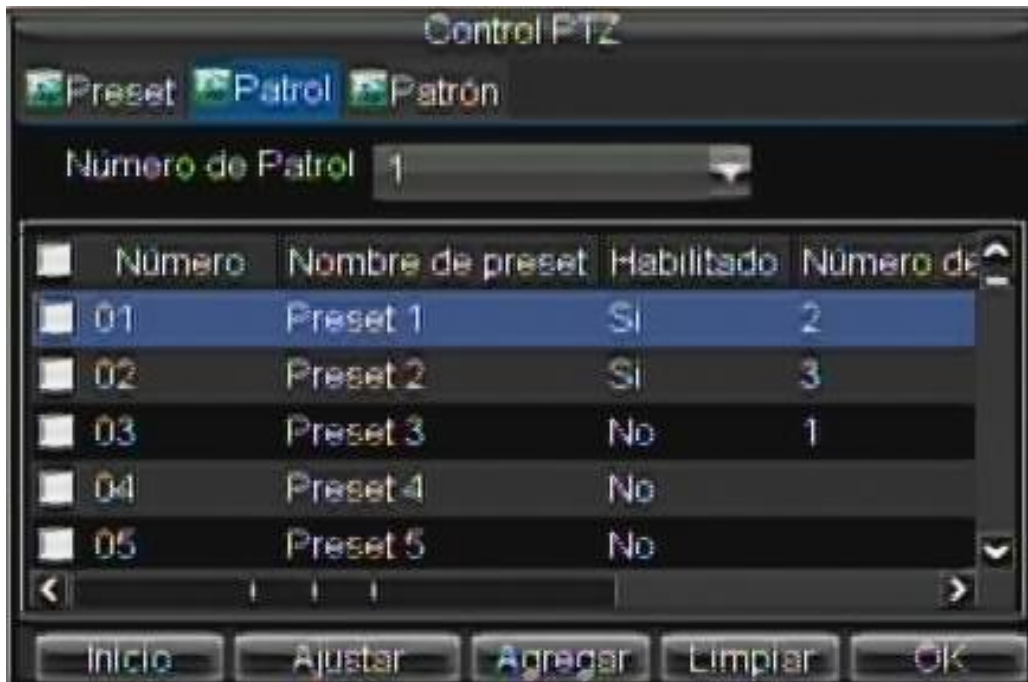 Control PTZ
Preset Patrol Patrón
Número de Patrol 1
Número Nombre de preset Habilitado Número de
01 Preset 1 Si 2
02 Preset 2 Si 3
03 Preset 3 No 1
04 Preset 4 No
05 Preset 5 No
Inicio Ajustar Agregar Limpiar OK